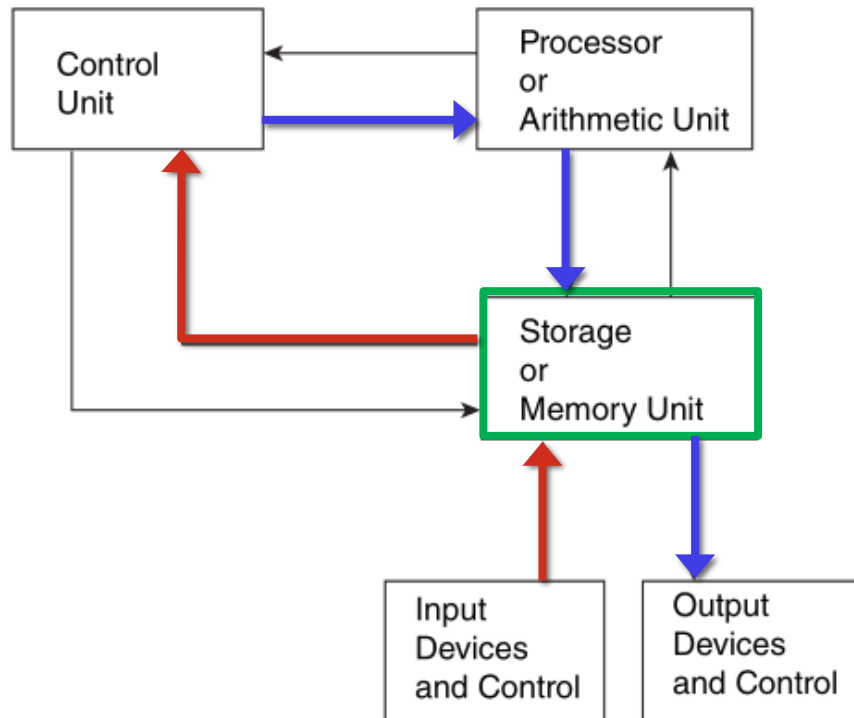 Control
Unit
Processor
or
Arithmetic Unit
Storage
or
Memory Unit
Input
Devices
and Control
Output
Devices
and Control